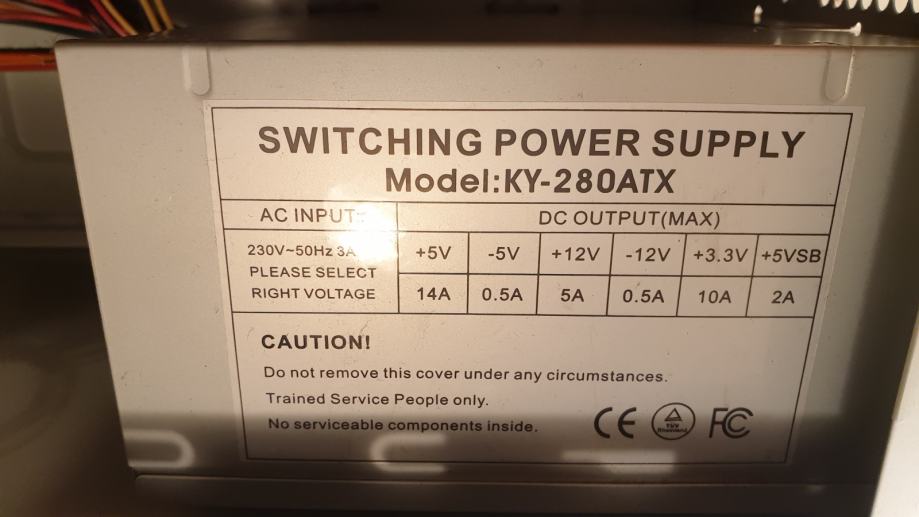 SWITCHING POWER SUPPLY
Model:KY-280ATX
AC INPUT: DC OUTPUT(MAX)
230V~50Hz 3A
PLEASE SELECT
RIGHT VOLTAGE
+5V -5V +12V -12V +3.3V +5VSB
14A 0.5A 5A 0.5A 10A 2A
CAUTION!
Do not remove this cover under any circumstances.
Trained Service People only.
No serviceable components inside.
CE TÜV Rheinland FC